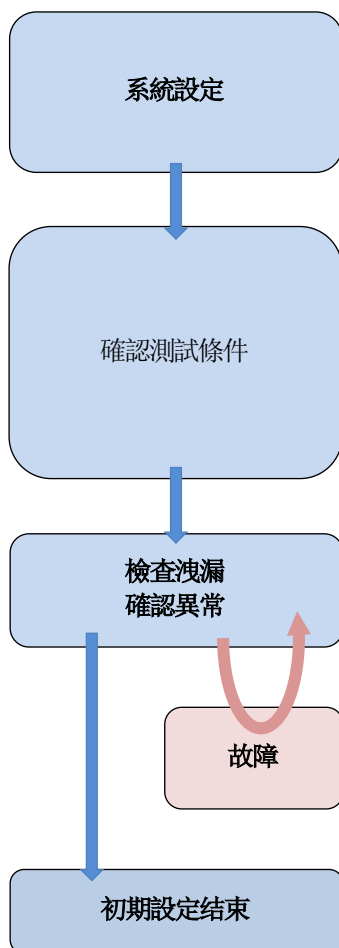 系統設定
確認測試條件
檢查洩漏
確認異常
故障
初期設定结束